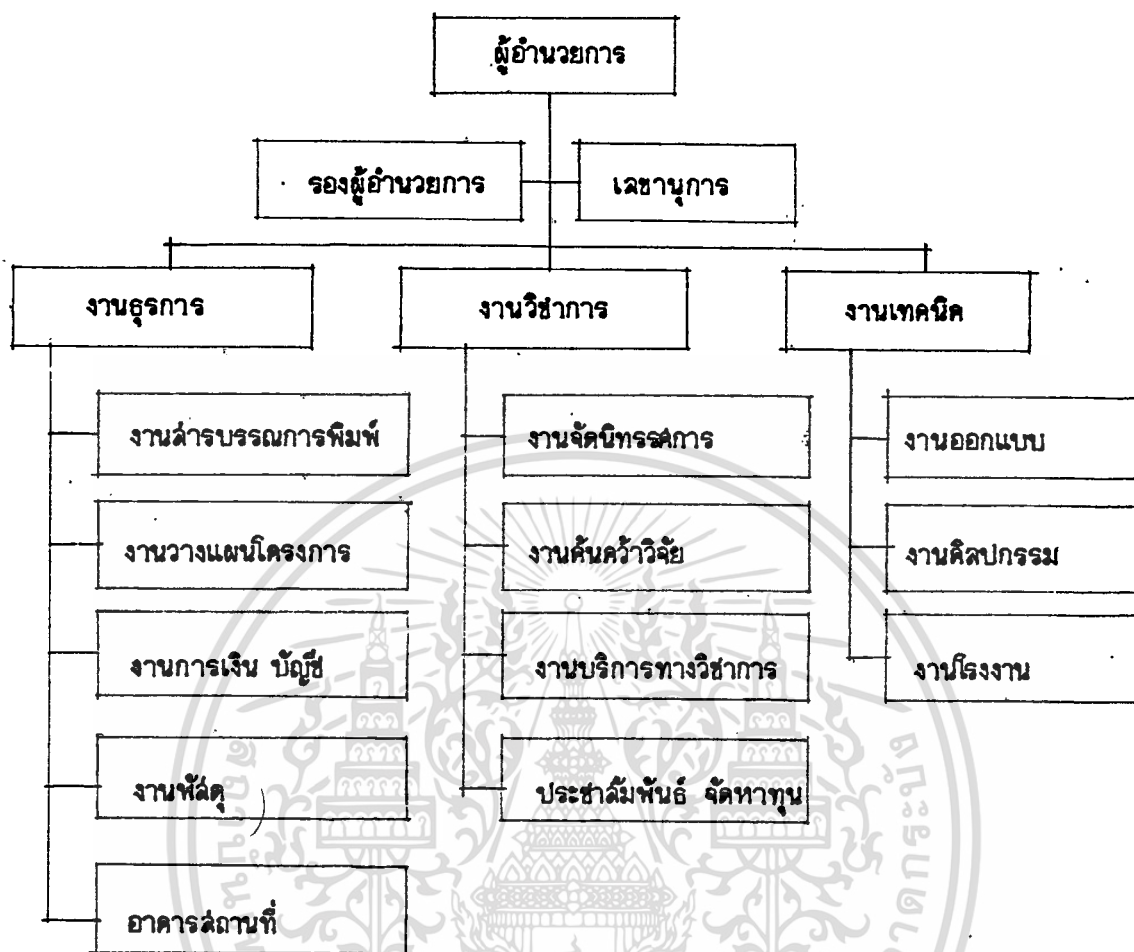 ผู้อำนวยการ
รองผู้อำนวยการ
เลขานุการ
งานธุรการ
งานวิชาการ
งานเทคนิค
งานสารบรรณการพิมพ์
งานจัดนิทรรศการ
งานออกแบบ
งานวางแผนโครงการ
งานค้นคว้าวิจัย
งานศิลปกรรม
งานการเงิน บัญชี
งานบริการทางวิชาการ
งานโรงงาน
งานพัสดุ
ประชาสัมพันธ์ จัดหาทุน
อาคารสถานที่